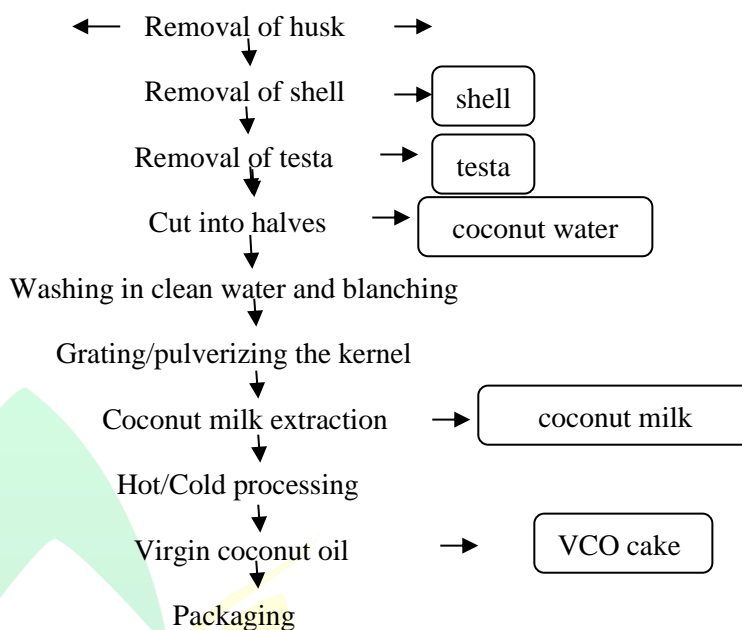 Removal of husk
Removal of shell
shell
Removal of testa
testa
Cut into halves
coconut water
Washing in clean water and blanching
Grating/pulverizing the kernel
Coconut milk extraction
coconut milk
Hot/Cold processing
Virgin coconut oil
VCO cake
Packaging